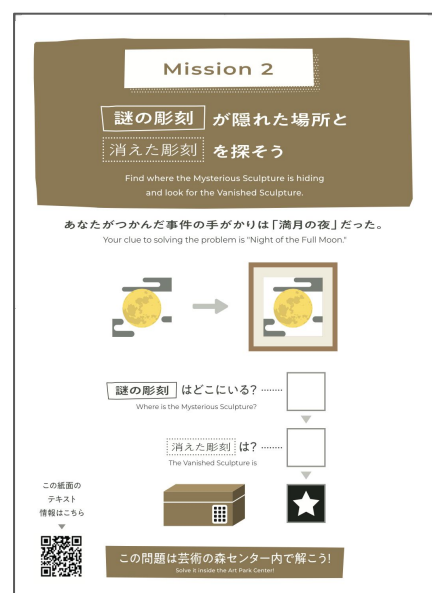 Mission 2
謎の彫刻 が隠れた場所と
消えた彫刻 を探そう
Find where the Mysterious Sculpture is hiding
and look for the Vanished Sculpture.
あなたがつかんだ事件の手がかりは「満月の夜」だった。
Your clue to solving the problem is "Night of the Full Moon."
謎の彫刻 はどこにいる?
Where is the Mysterious Sculpture?
消えた彫刻 は?
The Vanished Sculpture is
この紙面の
テキスト
情報はこちら
この問題は芸術の森センター内で解こう!
Solve it inside the Art Park Center!